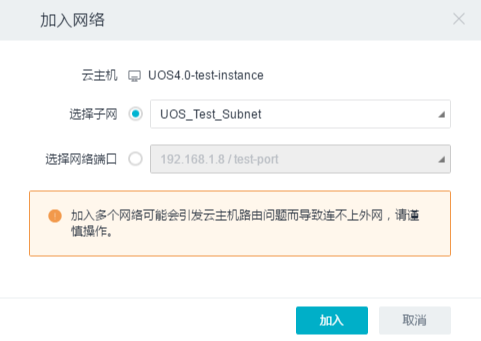 加入网络
云主机 UOS4.0-test-instance
选择子网 UOS_Test_Subnet
选择网络端口 192.168.1.8 / test-port
加入多个网络可能会引发云主机路由问题而导致连不上外网，请谨
慎操作。
加入 取消